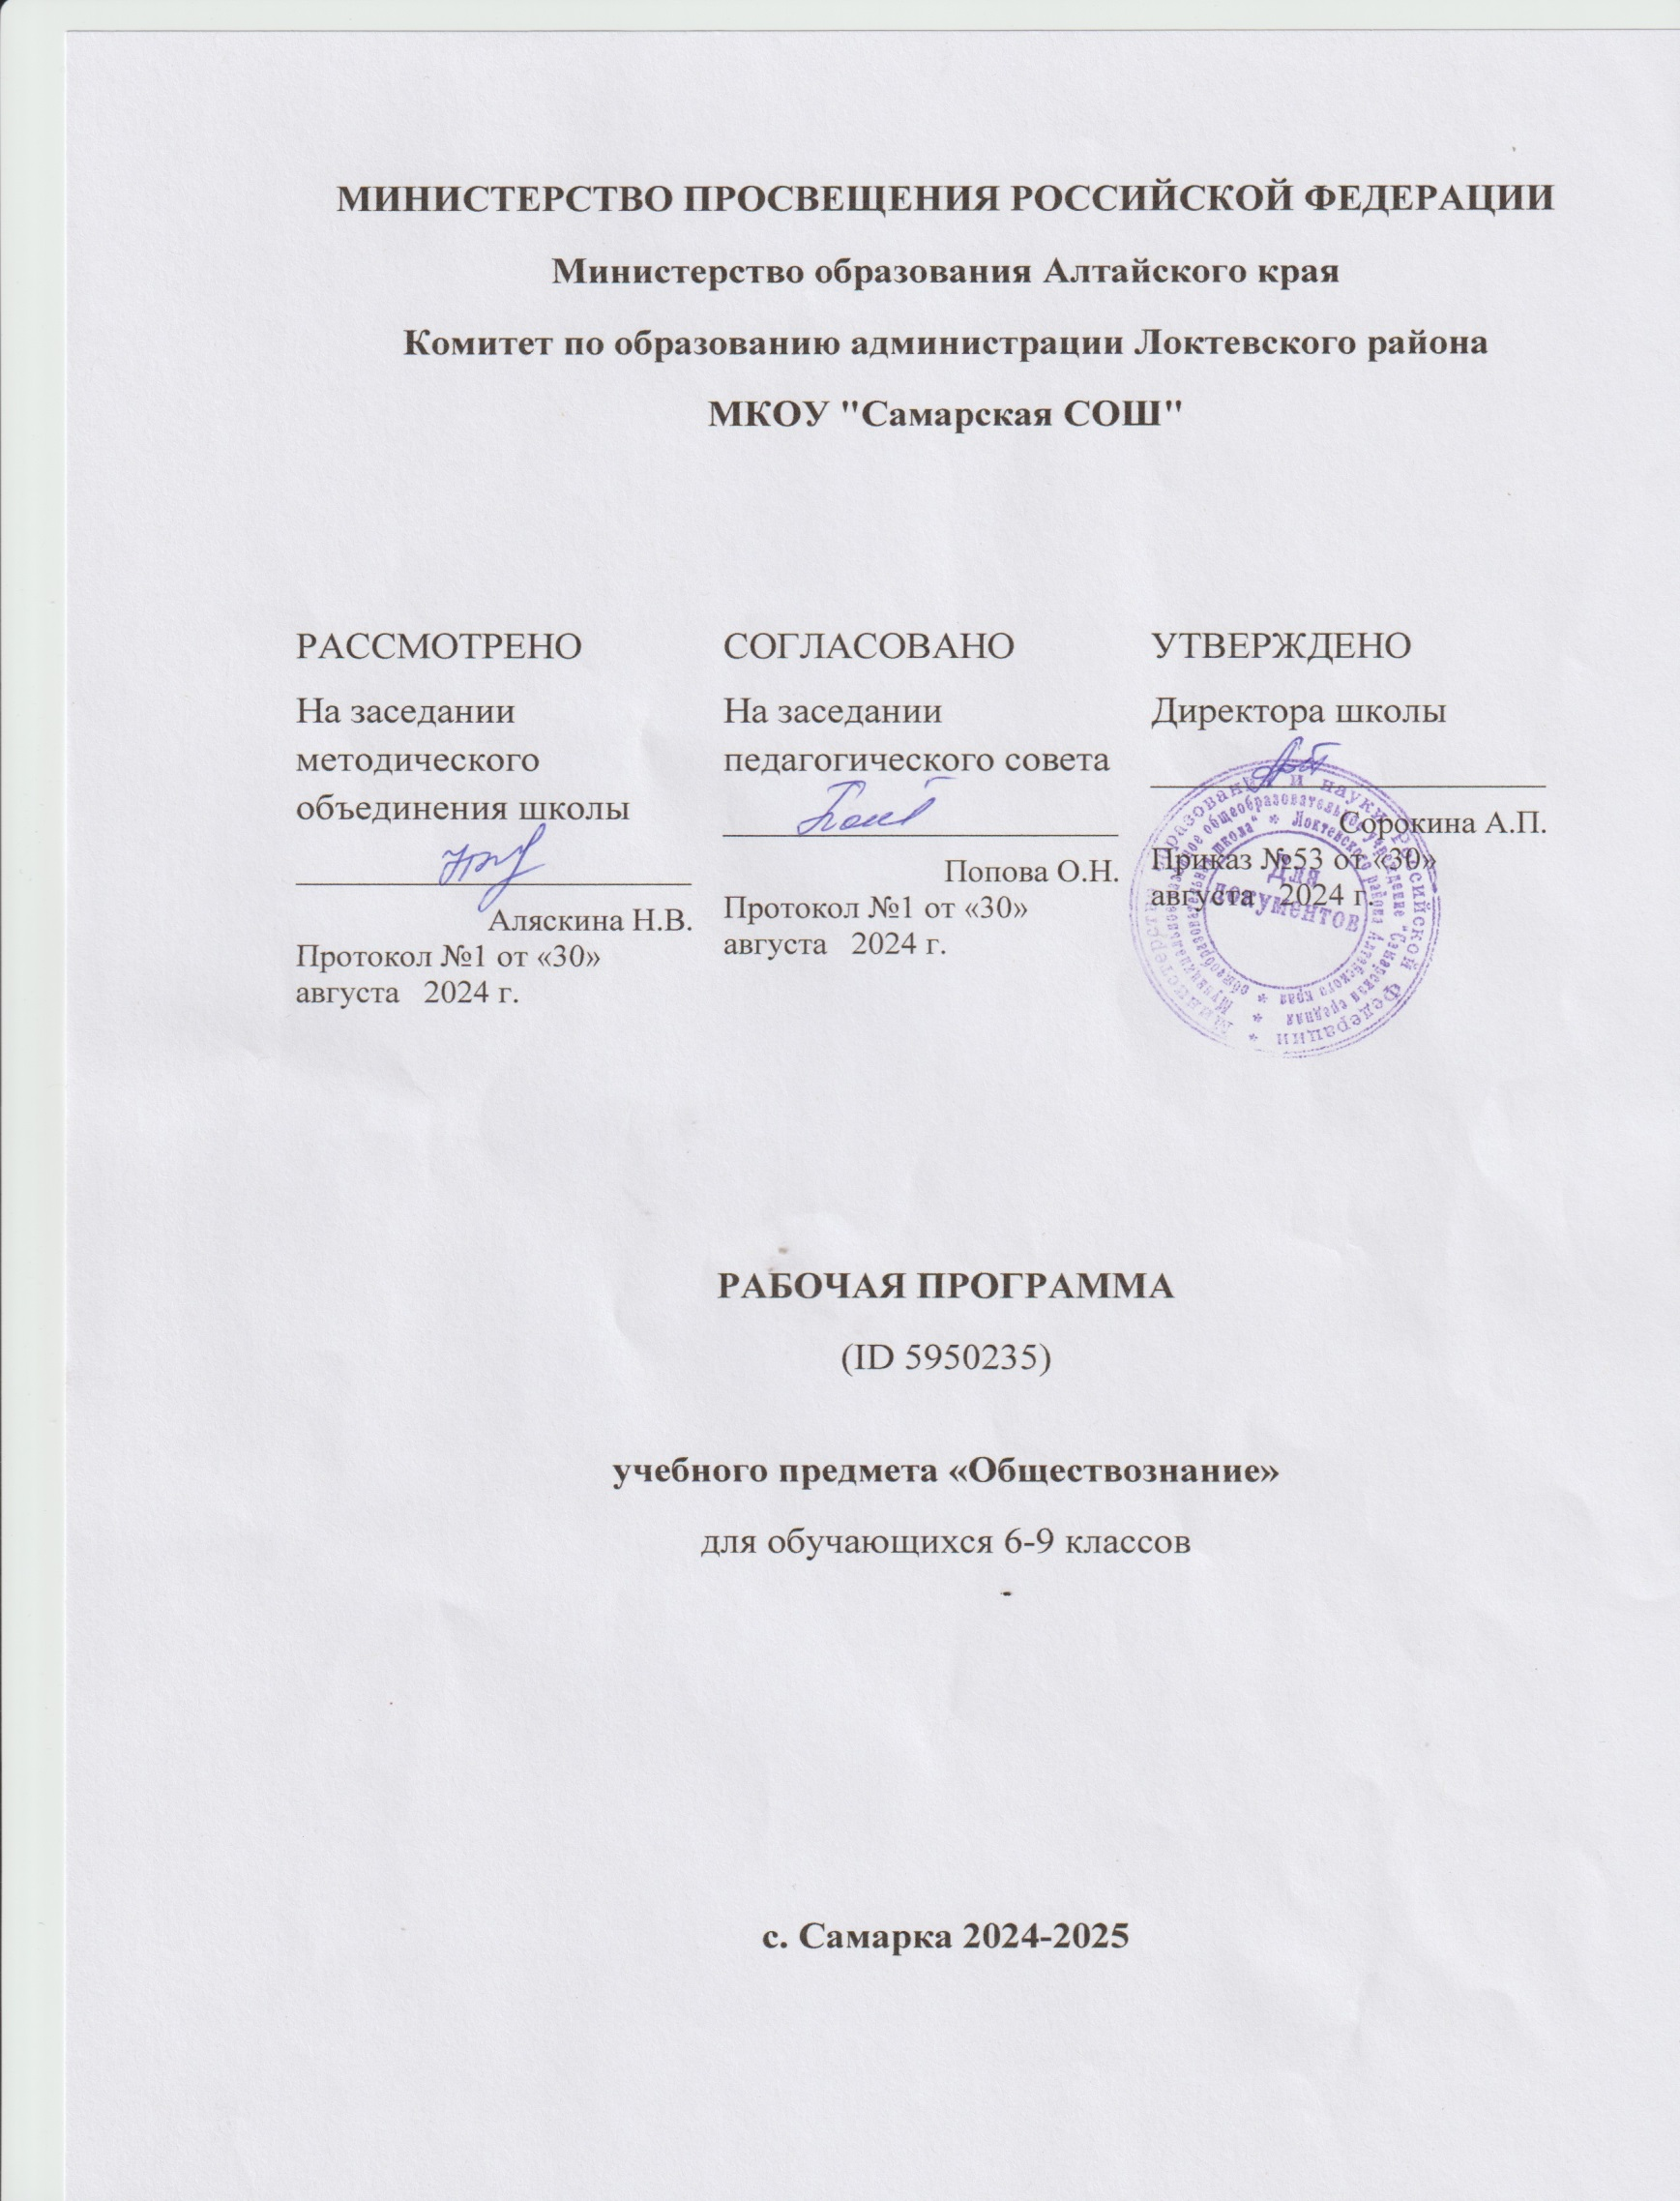 МИНИСТЕРСТВО ПРОСВЕЩЕНИЯ РОССИЙСКОЙ ФЕДЕРАЦИИ
Министерство образования Алтайского края
Комитет по образованию администрации Локтевского района
МКОУ "Самарская СОШ"
РАССМОТРЕНО
На заседании
методического
объединения школы
Аляскина Н.В.
Протокол №1 от «30»
августа 2024 г.
СОГЛАСОВАНО
На заседании
педагогического совета
Попова О.Н.
Протокол №1 от «30»
августа 2024 г.
УТВЕРЖДЕНО
Директора школы
Сорокина А.П.
Приказ №53 от «30»
августа 2024 г.
Для
документов
РАБОЧАЯ ПРОГРАММА
(ID 5950235)
учебного предмета «Обществознание»
для обучающихся 6-9 классов
с. Самарка 2024-2025